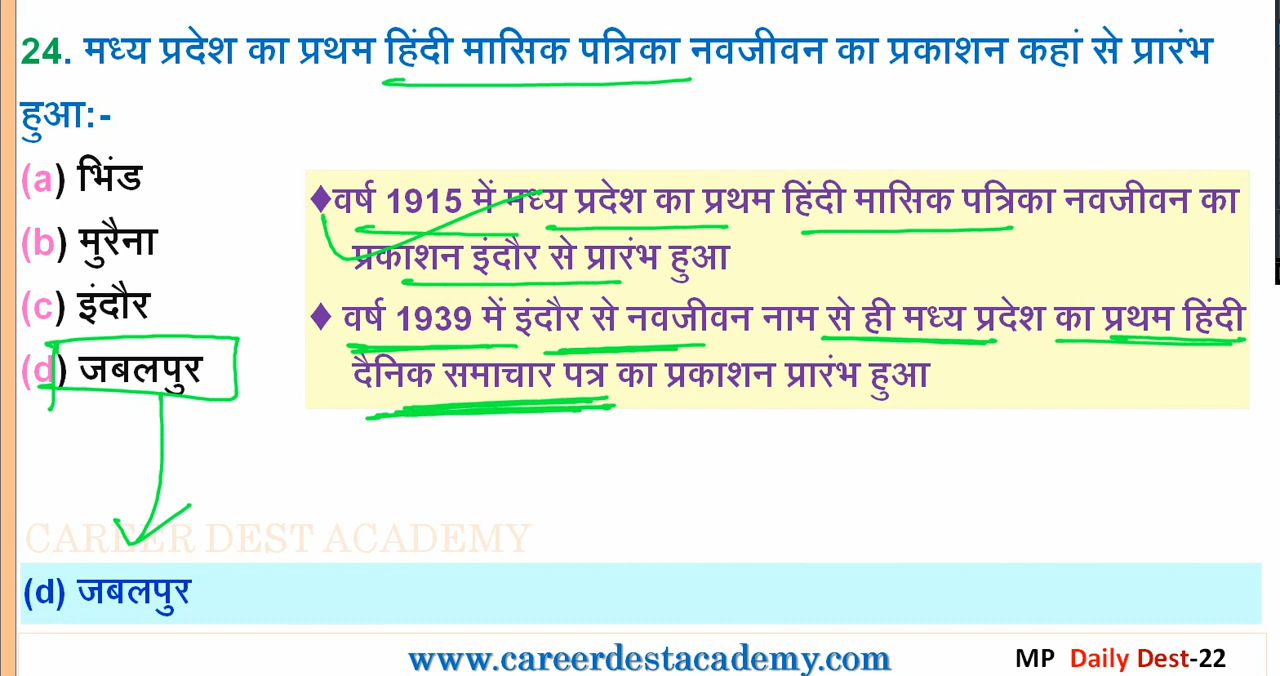 24. मध्य प्रदेश का प्रथम हिंदी मासिक पत्रिका नवजीवन का प्रकाशन कहां से प्रारंभ
हुआ:-
(a) भिंड
(b) मुरैना
(c) इंदौर
(d) जबलपुर
♦वर्ष 1915 में मध्य प्रदेश का प्रथम हिंदी मासिक पत्रिका नवजीवन का
प्रकाशन इंदौर से प्रारंभ हुआ
♦ वर्ष 1939 में इंदौर से नवजीवन नाम से ही मध्य प्रदेश का प्रथम हिंदी
दैनिक समाचार पत्र का प्रकाशन प्रारंभ हुआ
CAREER DEST ACADEMY
(d) जबलपुर
www.careerdestacademy.com
MP Daily Dest-22